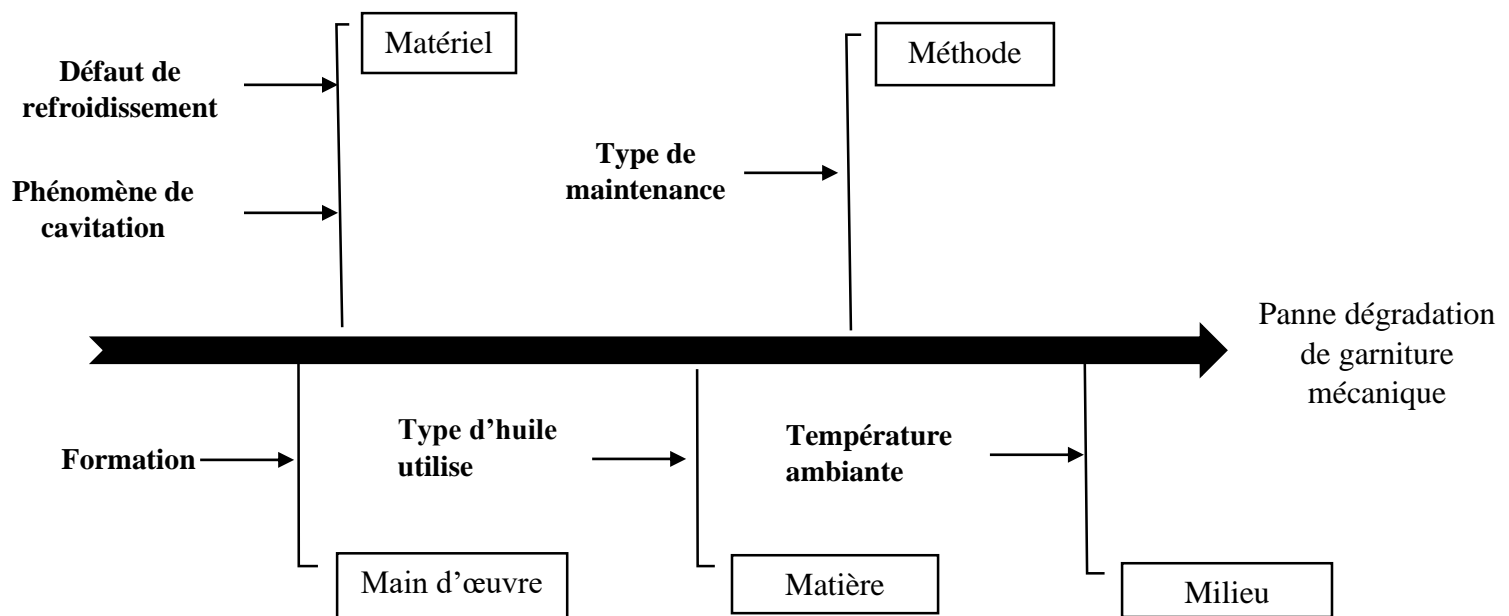 Matériel
Méthode
Défaut de
refroidissement
Type de
maintenance
Phénomène de
cavitation
Panne dégradation
de garniture
mécanique
Formation
Type d’huile
utilise
Température
ambiante
Main d’œuvre
Matière
Milieu